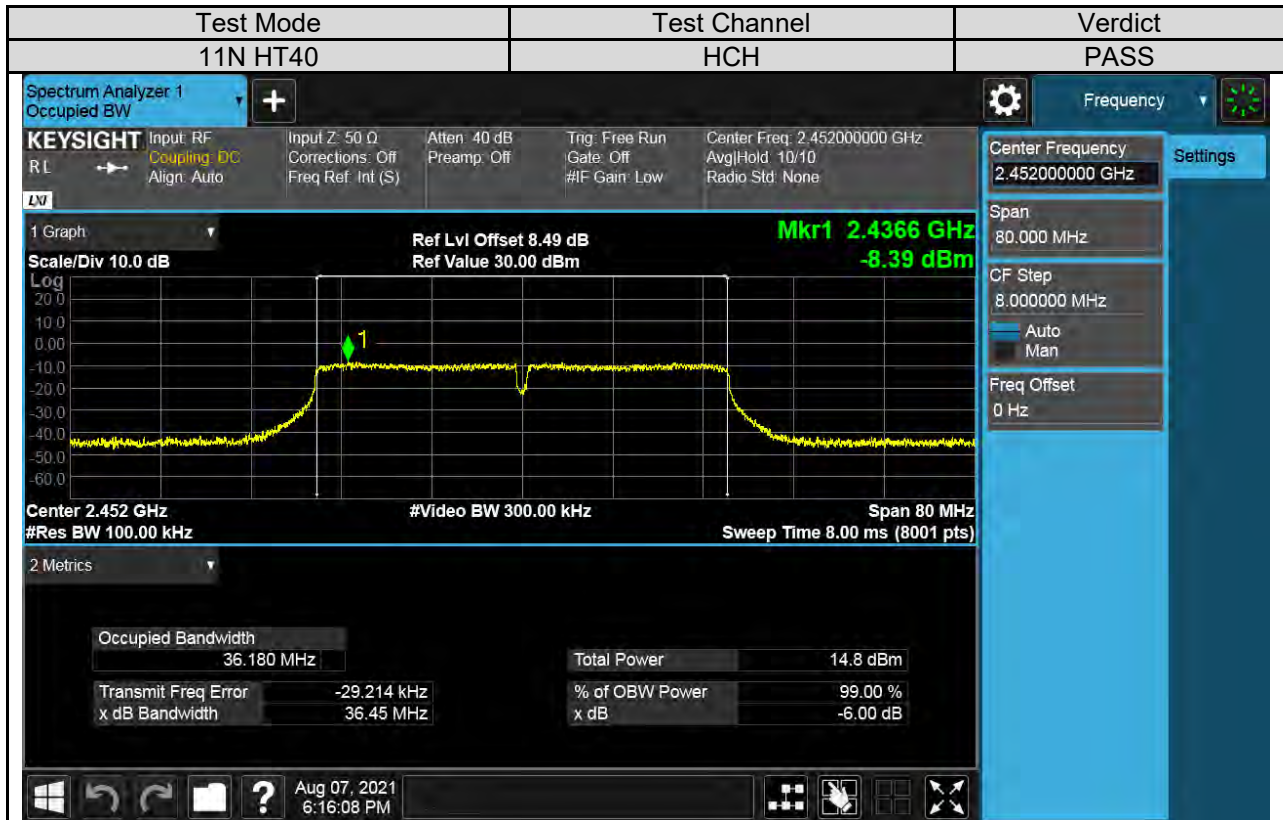 Test Mode Test Channel Verdict
11N HT40 HCH PASS
Spectrum Analyzer 1
Occupied BW
+
Frequency
KEYSIGHT Input: RF Input Z: 50 Ω Atten: 40 dB Trig: Free Run Center Freq: 2.452000000 GHz
RL Coupling: DC Corrections: Off Preamp: Off Gate: Off Avg|Hold: 10/10
Align: Auto Freq Ref: Int (S) #IF Gain: Low Radio Std: None
LXI
Center Frequency
2.452000000 GHz
Settings
Span
80.000 MHz
CF Step
8.000000 MHz
Auto
Man
Freq Offset
0 Hz
1 Graph Ref Lvl Offset 8.49 dB Mkr1 2.4366 GHz
Scale/Div 10.0 dB Ref Value 30.00 dBm -8.39 dBm
Log
20.0
10.0
0.00
-10.0
-20.0
-30.0
-40.0
-50.0
-60.0
1
Center 2.452 GHz #Video BW 300.00 kHz Span 80 MHz
#Res BW 100.00 kHz Sweep Time 8.00 ms (8001 pts)
2 Metrics
Occupied Bandwidth
36.180 MHz Total Power 14.8 dBm
Transmit Freq Error -29.214 kHz % of OBW Power 99.00 %
x dB Bandwidth 36.45 MHz x dB -6.00 dB
?
Aug 07, 2021
6:16:08 PM